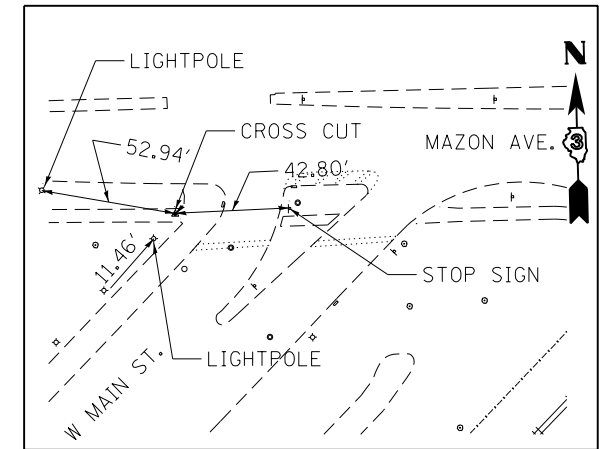 LIGHTPOLE
N
CROSS CUT
MAZON AVE.
3
52.94'
42.80'
11.46'
STOP SIGN
LIGHTPOLE
W MAIN ST.